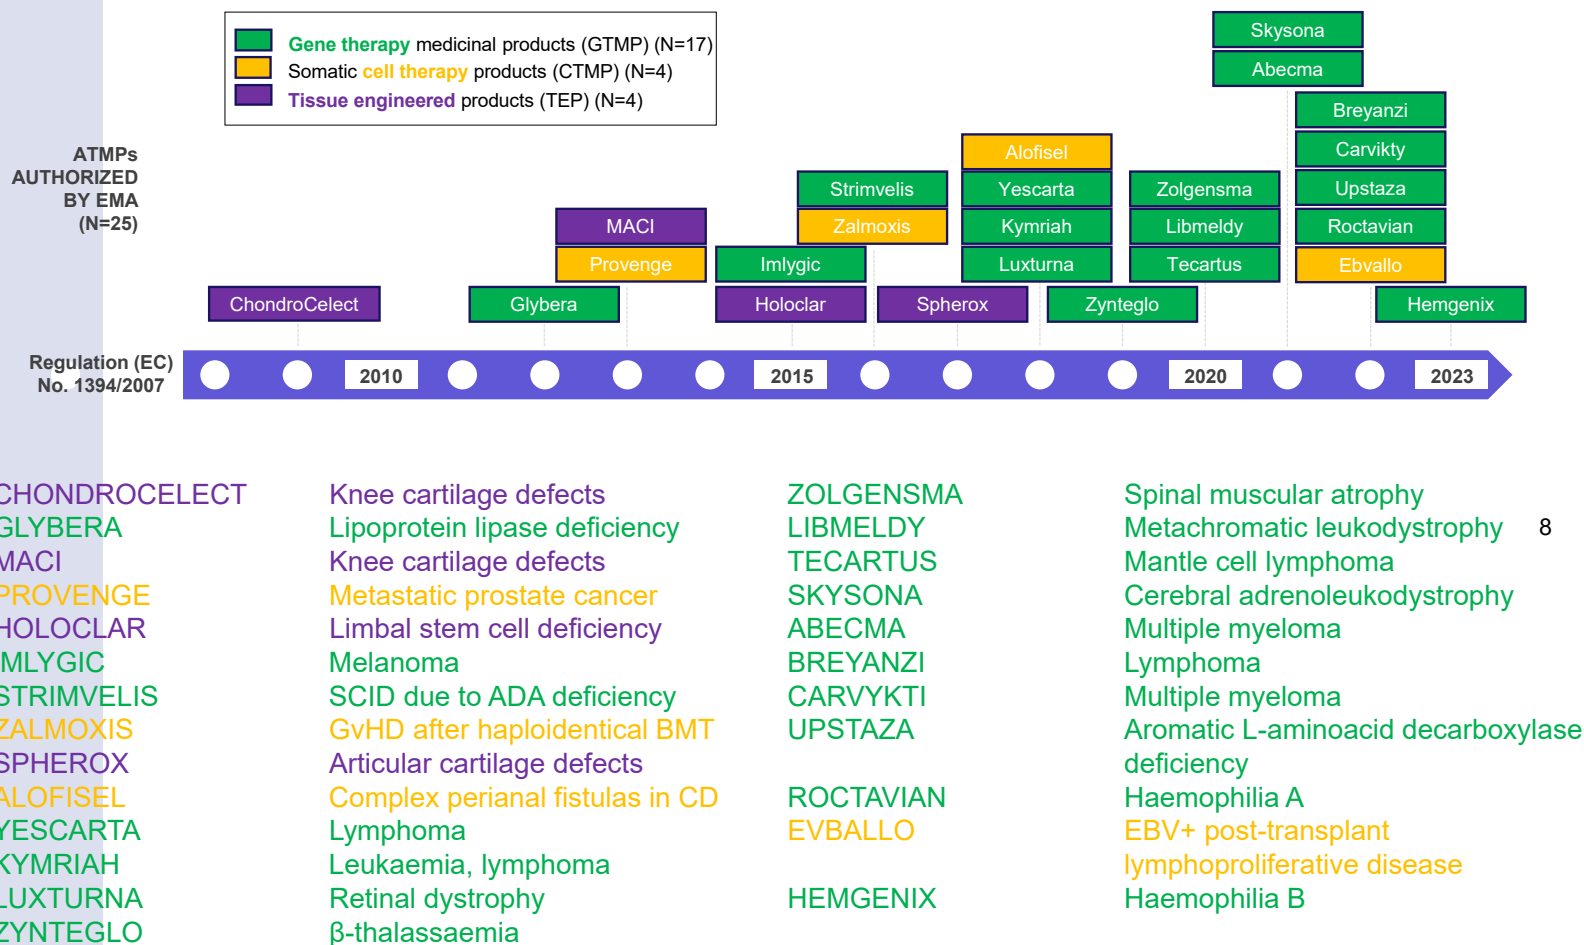 Gene therapy medicinal products (GTMP) (N=17)
Somatic cell therapy products (CTMP) (N=4)
Tissue engineered products (TEP) (N=4)
Skysona
Abecma
Breyanzi
Carvikty
Upstaza
Roctavian
Ebvallo
Alofisel
Yescarta
Kymriah
Luxturna
Zolgensma
Libmeldy
Tecartus
Strimvelis
Zalmoxis
MACI
Provenge
Imlygic
Holoclar
ChondroCelect
Glybera
Spherox
Zynteglo
Hemgenix
ATMPs
AUTHORIZED
BY EMA
(N=25)
Regulation (EC)
No. 1394/2007
2010
2015
2020
2023
CHONDROCELECT Knee cartilage defects
GLYBERA Lipoprotein lipase deficiency
MACI Knee cartilage defects
PROVENGE Metastatic prostate cancer
HOLOCLAR Limbal stem cell deficiency
IMLYGIC Melanoma
STRIMVELIS SCID due to ADA deficiency
ZALMOXIS GvHD after haploidentical BMT
SPHEROX Articular cartilage defects
ALOFISEL Complex perianal fistulas in CD
YESCARTA Lymphoma
KYMRIAH Leukaemia, lymphoma
LUXTURNA Retinal dystrophy
ZYNTEGLO β-thalassaemia
ZOLGENSMA Spinal muscular atrophy
LIBMELDY Metachromatic leukodystrophy
TECARTUS Mantle cell lymphoma
SKYSONA Cerebral adrenoleukodystrophy
ABECMA Multiple myeloma
BREYANZI Lymphoma
CARVYKTI Multiple myeloma
UPSTAZA Aromatic L-aminoacid decarboxylase
deficiency
ROCTAVIAN Haemophilia A
EVBALLO EBV+ post-transplant
lymphoproliferative disease
HEMGENIX Haemophilia B
8